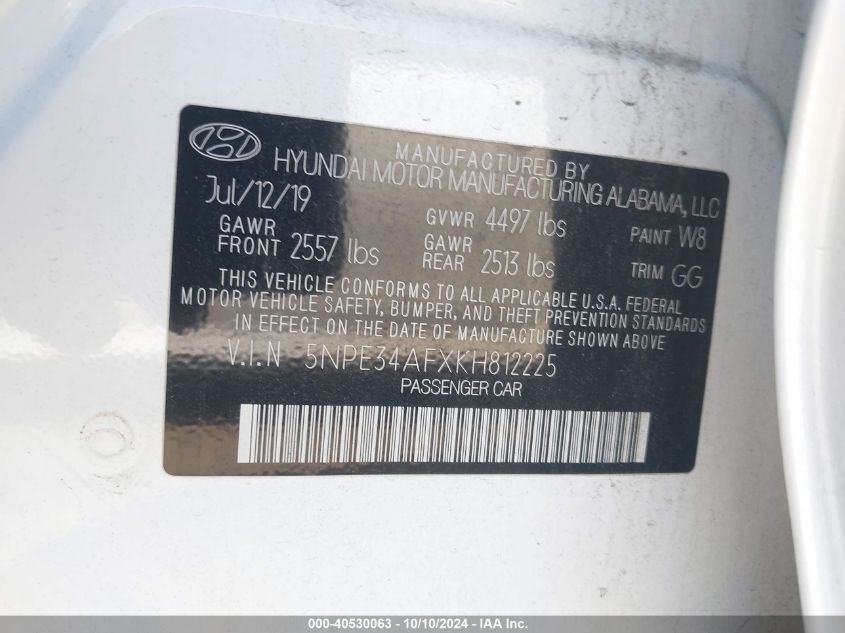 MANUFACTURED BY
HYUNDAI MOTOR MANUFACTURING ALABAMA, LLC
Jul/12/19
GVWR 4497 lbs
PAINT W8
GAWR FRONT 2557 lbs
GAWR REAR 2513 lbs
TRIM GG
THIS VEHICLE CONFORMS TO ALL APPLICABLE U.S.A. FEDERAL
MOTOR VEHICLE SAFETY, BUMPER, AND THEFT PREVENTION STANDARDS
IN EFFECT ON THE DATE OF MANUFACTURE SHOWN ABOVE.
V.I.N 5NPE34AFXKH812225
PASSENGER CAR
000-40530063 - 10/10/2024 - IAA Inc.